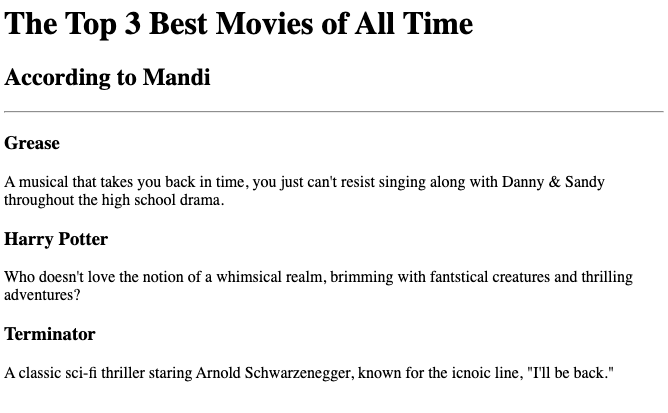 The Top 3 Best Movies of All Time
According to Mandi
Grease
A musical that takes you back in time, you just can't resist singing along with Danny & Sandy
throughout the high school drama.
Harry Potter
Who doesn't love the notion of a whimsical realm, brimming with fantstical creatures and thrilling
adventures?
Terminator
A classic sci-fi thriller staring Arnold Schwarzenegger, known for the icnoic line, "I'll be back."